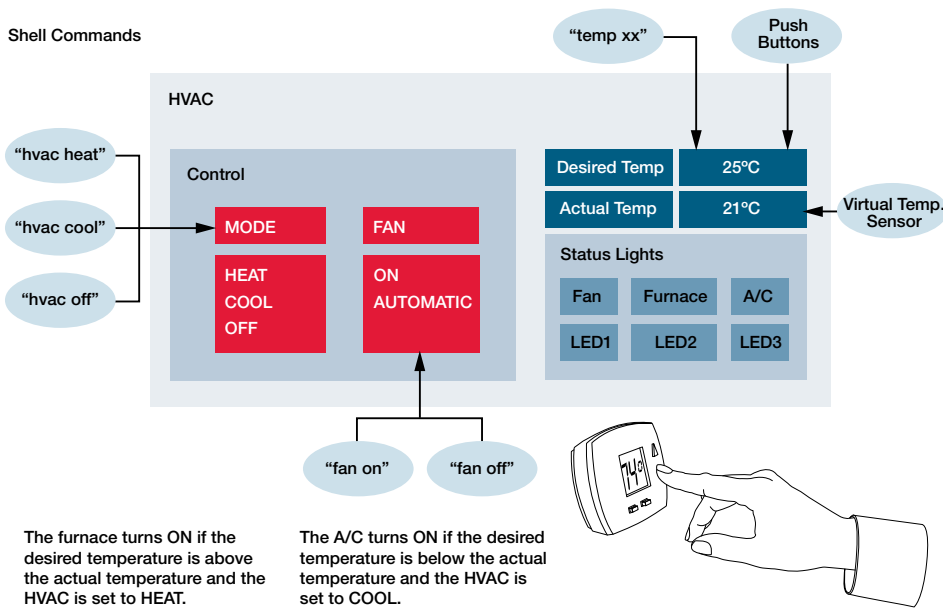 Shell Commands
“temp xx”
Push
Buttons
HVAC
“hvac heat”
“hvac cool”
“hvac off”
Control
MODE
HEAT
COOL
OFF
FAN
ON
AUTOMATIC
“fan on”
“fan off”
Desired Temp
25ºC
Actual Temp
21ºC
Virtual Temp.
Sensor
Status Lights
Fan
Furnace
A/C
LED1
LED2
LED3
74º
The furnace turns ON if the
desired temperature is above
the actual temperature and the
HVAC is set to HEAT.
The A/C turns ON if the desired
temperature is below the actual
temperature and the HVAC is
set to COOL.